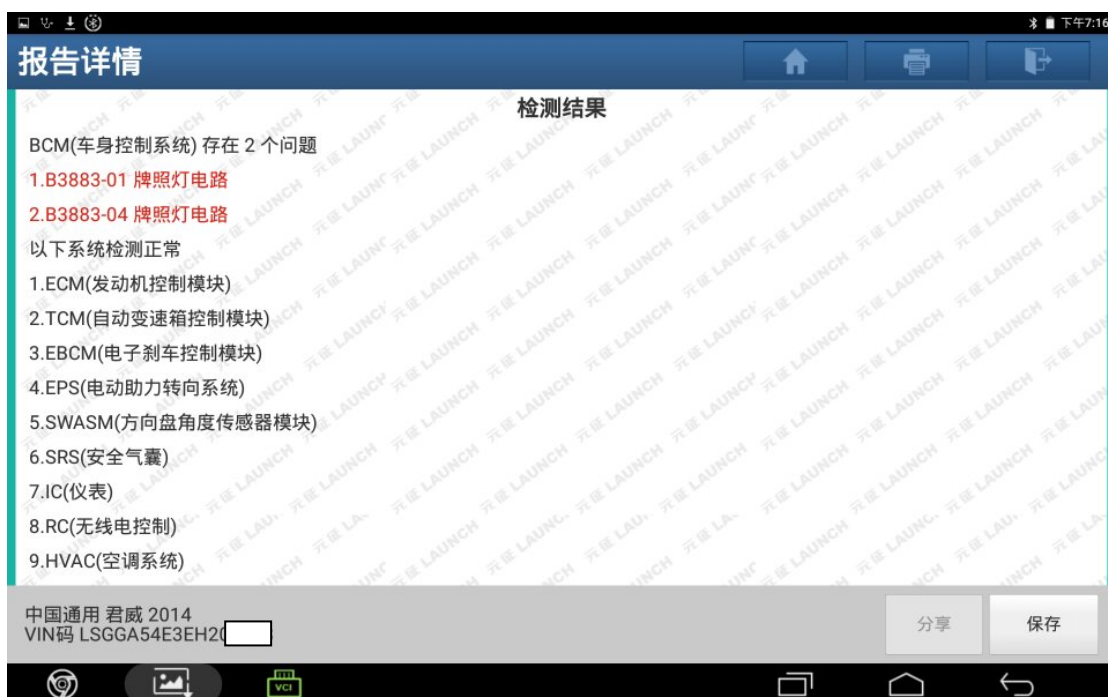 下午7:16
报告详情
检测结果
BCM(车身控制系统) 存在 2 个问题
1.B3883-01 牌照灯电路
2.B3883-04 牌照灯电路
以下系统检测正常
1.ECM(发动机控制模块)
2.TCM(自动变速箱控制模块)
3.EBCM(电子刹车控制模块)
4.EPS(电动助力转向系统)
5.SWASM(方向盘角度传感器模块)
6.SRS(安全气囊)
7.IC(仪表)
8.RC(无线电控制)
9.HVAC(空调系统)
元征 LAUNCH
中国通用 君威 2014
VIN码 LSGGA54E3EH20
分享
保存
VCI